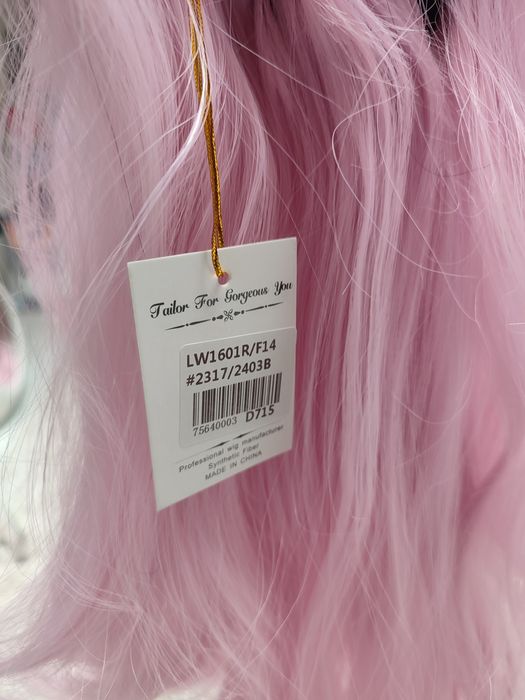 Tailor For Gorgeous You
LW1601R/F14
#2317/2403B
75640003 D715
Professional wig manufacturer
Synthetic Fiber
MADE IN CHINA